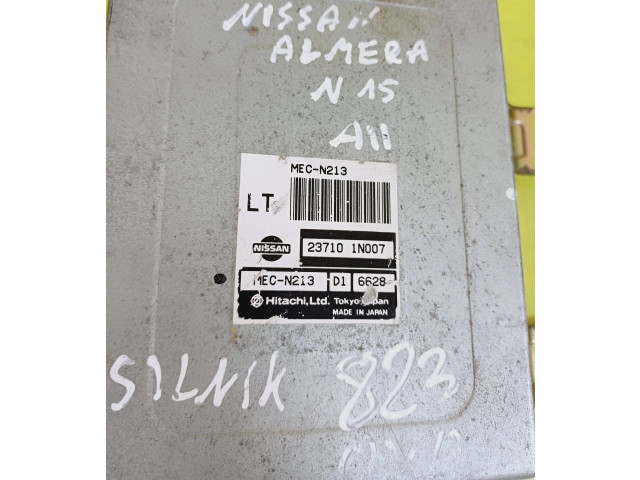 NISSAN
ALMERA
N 15
A11
MEC-N213
LT
NISSAN
23710 1N007
MEC-N213 D1 6628
Hitachi, Ltd. Tokyo Japan
MADE IN JAPAN
SILNIK 823